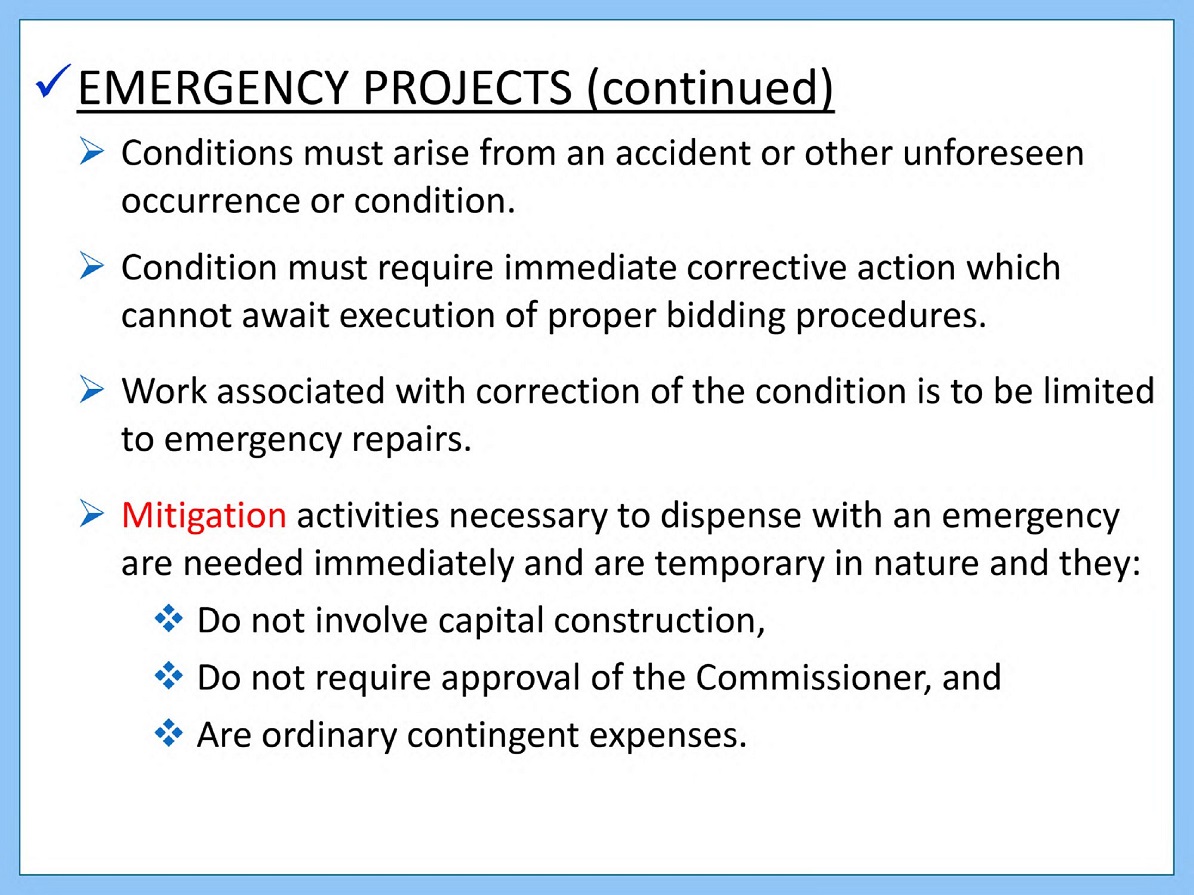 EMERGENCY PROJECTS (continued)
Conditions must arise from an accident or other unforeseen
occurrence or condition.
Condition must require immediate corrective action which
cannot await execution of proper bidding procedures.
Work associated with correction of the condition is to be limited
to emergency repairs.
Mitigation activities necessary to dispense with an emergency
are needed immediately and are temporary in nature and they:
Do not involve capital construction,
Do not require approval of the Commissioner, and
Are ordinary contingent expenses.